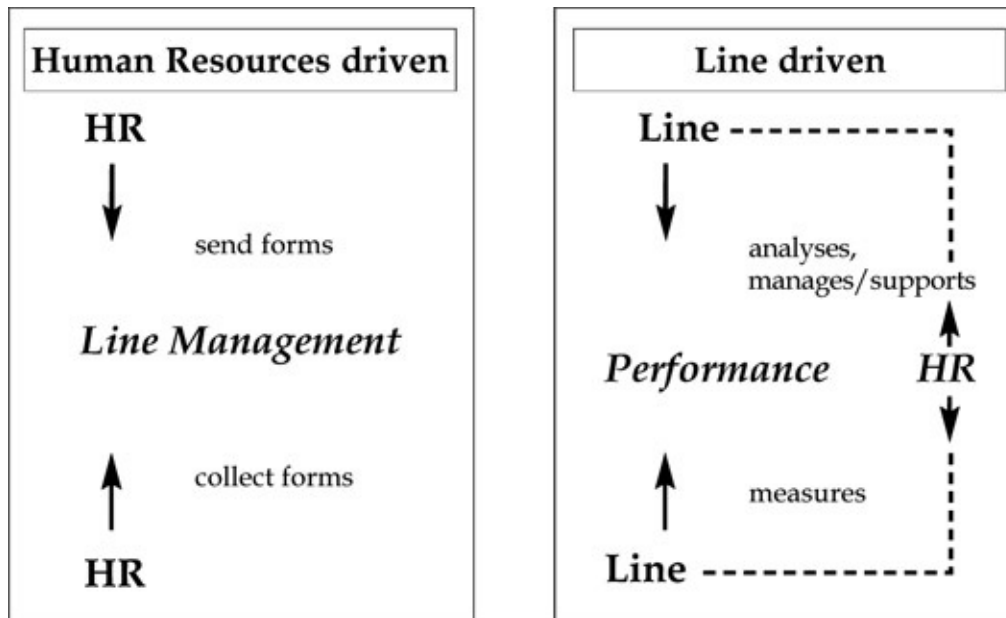 Human Resources driven
HR
send forms
Line Management
collect forms
HR
Line driven
Line
analyses,
manages/supports
Performance
HR
measures
Line